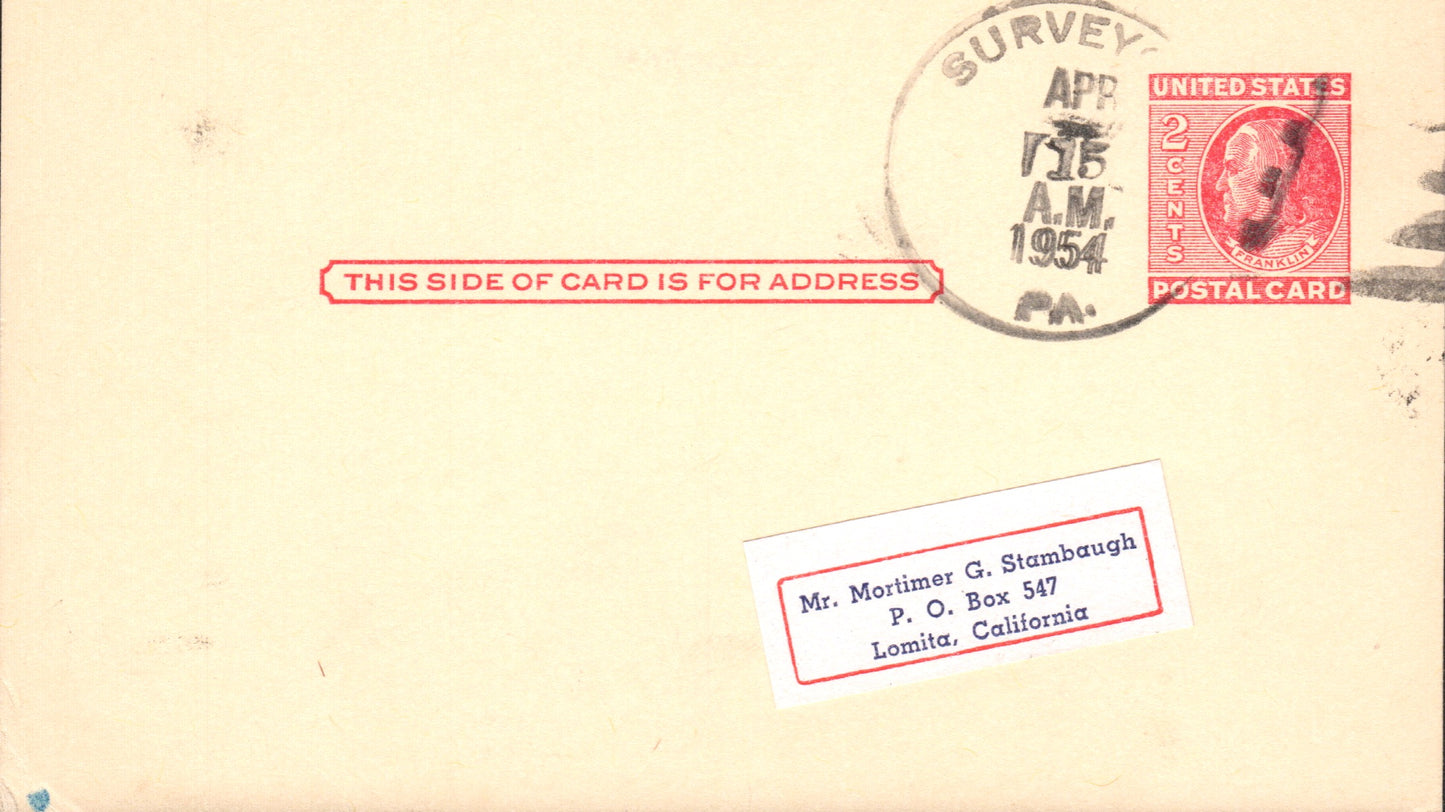 SURVEY
APR
15
A.M.
1954
PA.
UNITED STATES
2 CENTS
FRANKLIN
POSTAL CARD
THIS SIDE OF CARD IS FOR ADDRESS
Mr. Mortimer G. Stambaugh
P. O. Box 547
Lomita, California